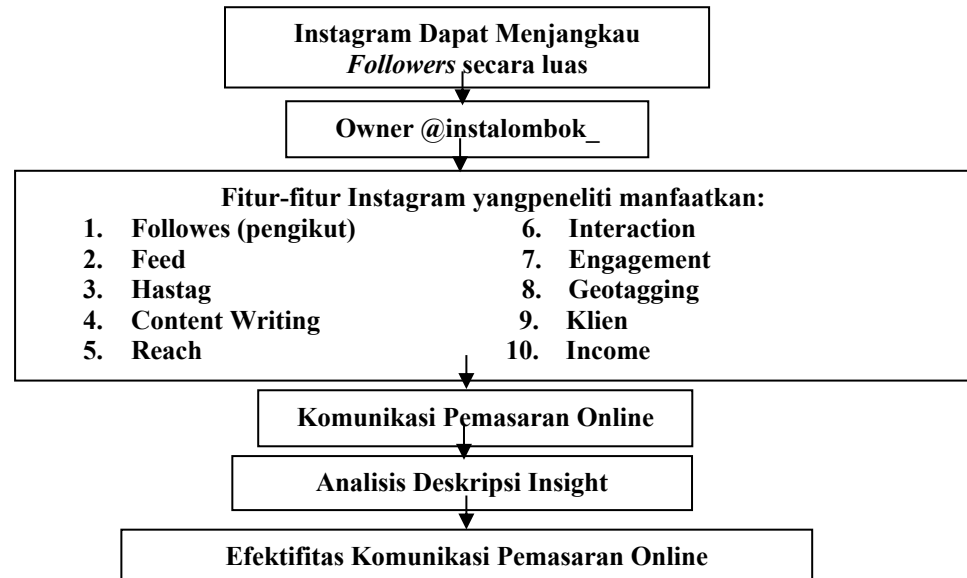 Instagram Dapat Menjangkau
Followers secara luas
Owner @instalombok_
Fitur-fitur Instagram yangpeneliti manfaatkan:
1. Followes (pengikut)
2. Feed
3. Hastag
4. Content Writing
5. Reach
6. Interaction
7. Engagement
8. Geotagging
9. Klien
10. Income
Komunikasi Pemasaran Online
Analisis Deskripsi Insight
Efektifitas Komunikasi Pemasaran Online